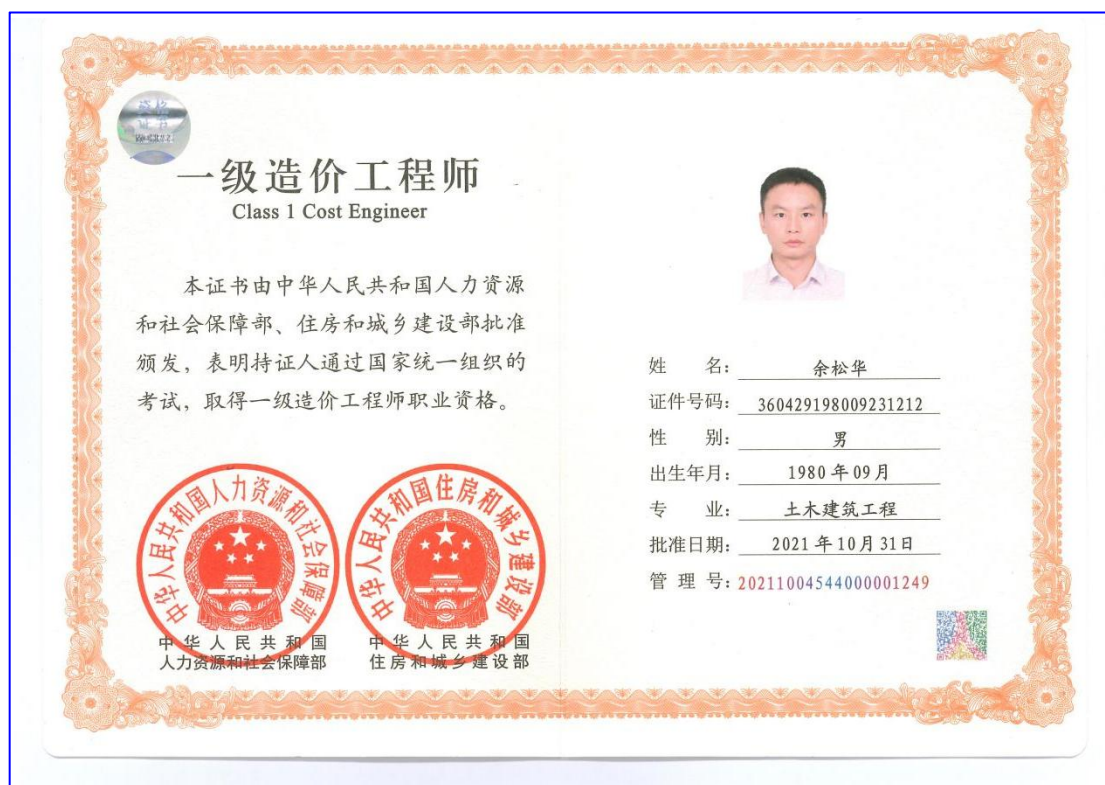 资格
证书
一级造价工程师
Class 1 Cost Engineer
本证书由中华人民共和国人力资源
和社会保障部、住房和城乡建设部批准
颁发，表明持证人通过国家统一组织的
考试，取得一级造价工程师职业资格。
中华人民共和国人力资源和社会保障部
中华人民共和国
人力资源和社会保障部
中华人民共和国住房和城乡建设部
中华人民共和国
住房和城乡建设部
姓 名： 余松华
证件号码： 360429198009231212
性 别： 男
出生年月： 1980年09月
专 业： 土木建筑工程
批准日期： 2021年10月31日
管 理 号： 20211004544000001249